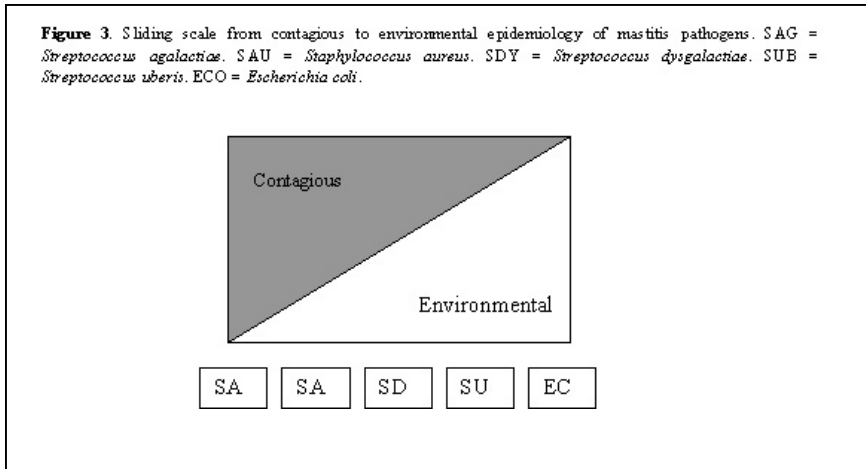 Figure 3. Sliding scale from contagious to environmental epidemiology of mastitis pathogens. SAG =
Streptococcus agalactiae. SAU = Staphylococcus aureus. SDY = Streptococcus dysgalactiae. SUB =
Streptococcus uberis. ECO = Escherichia coli.
Contagious
Environmental
SA SA SD SU EC